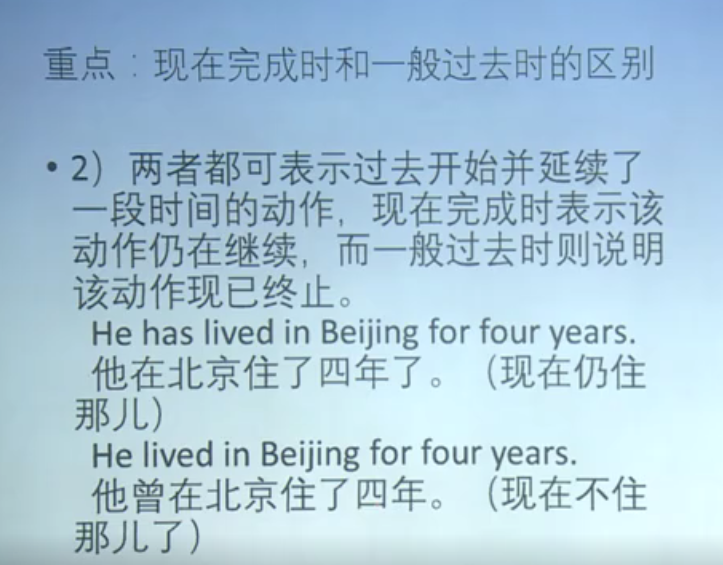 重点：现在完成时和一般过去时的区别
• 2）两者都可表示过去开始并延续了
一段时间的动作，现在完成时表示该
动作仍在继续，而一般过去时则说明
该动作现已终止。
He has lived in Beijing for four years.
他在北京住了四年了。（现在仍住
那儿）
He lived in Beijing for four years.
他曾在北京住了四年。（现在不住
那儿了）